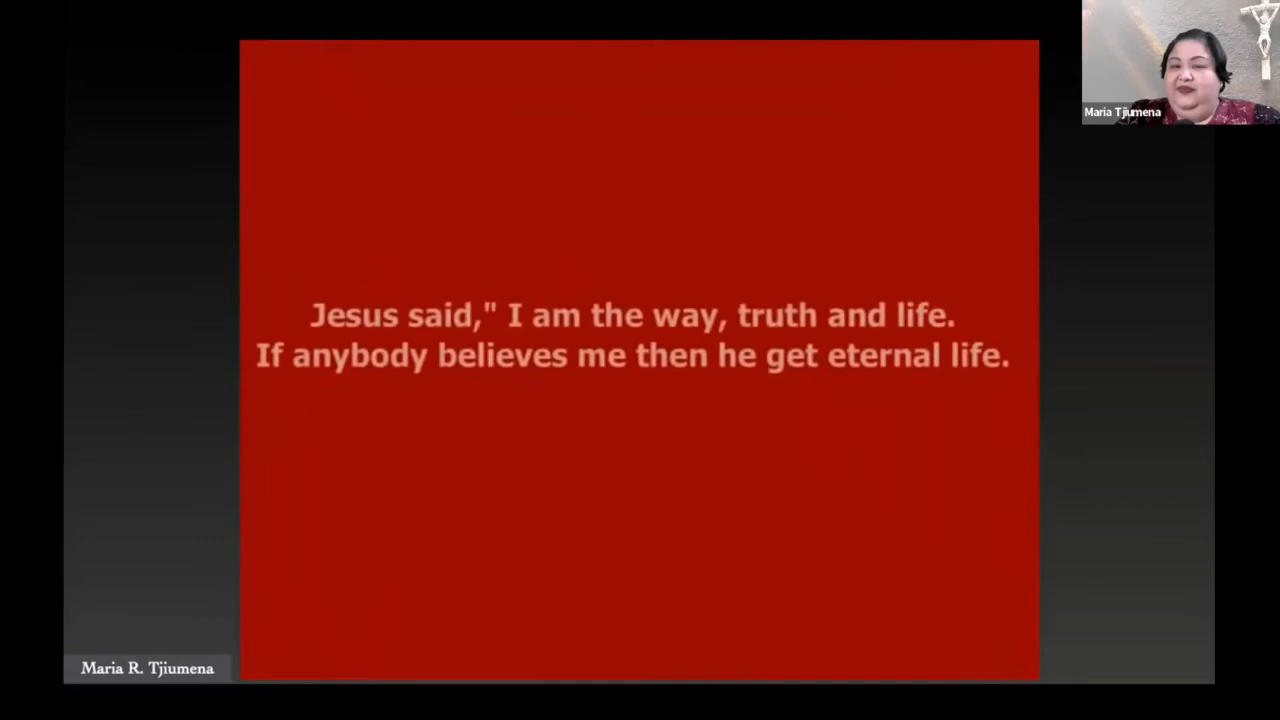 Maria Tjiumena
Jesus said," I am the way, truth and life.
If anybody believes me then he get eternal life.
Maria R. Tjiumena